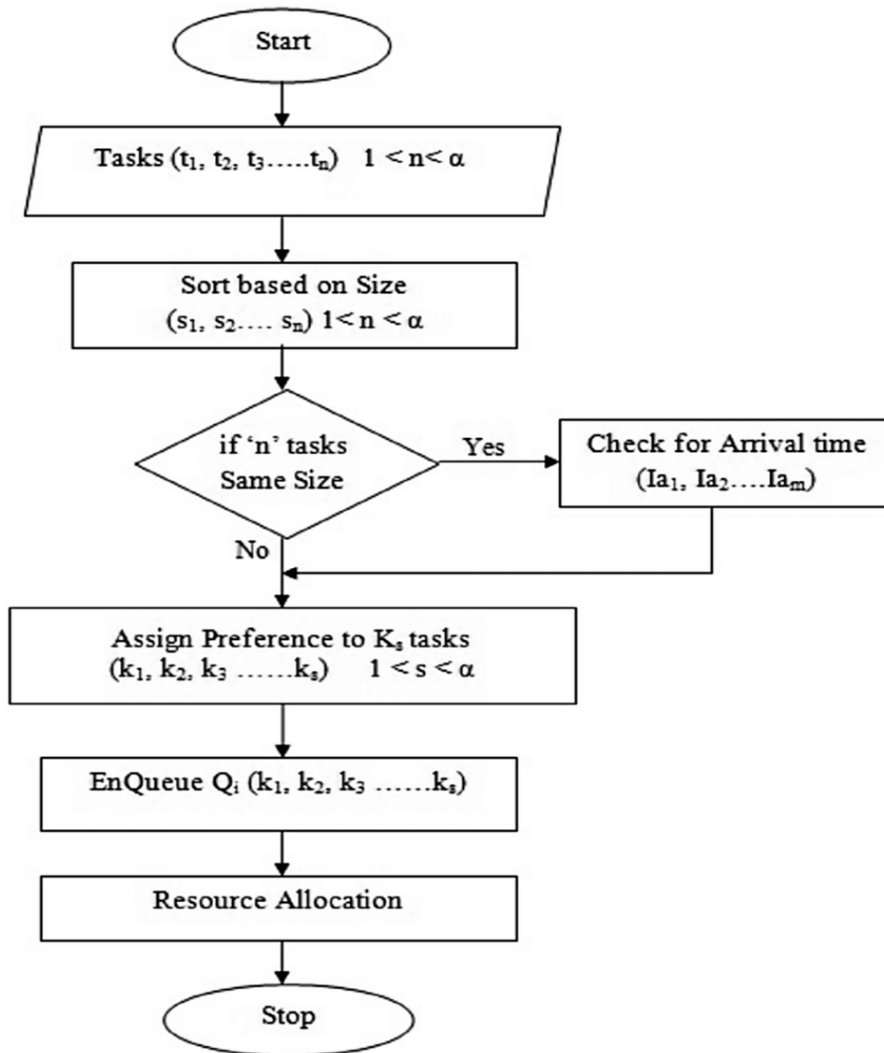 Start
Tasks (t₁, t₂, t₃.....tₙ) 1 < n< α
Sort based on Size
(s₁, s₂.... sₙ) 1< n < α
if ‘n’ tasks
Same Size
Yes
Check for Arrival time
(Ia₁, Ia₂....Iaₘ)
No
Assign Preference to Kₛ tasks
(k₁, k₂, k₃ ......kₛ) 1 < s < α
EnQueue Qᵢ (k₁, k₂, k₃ ......kₛ)
Resource Allocation
Stop